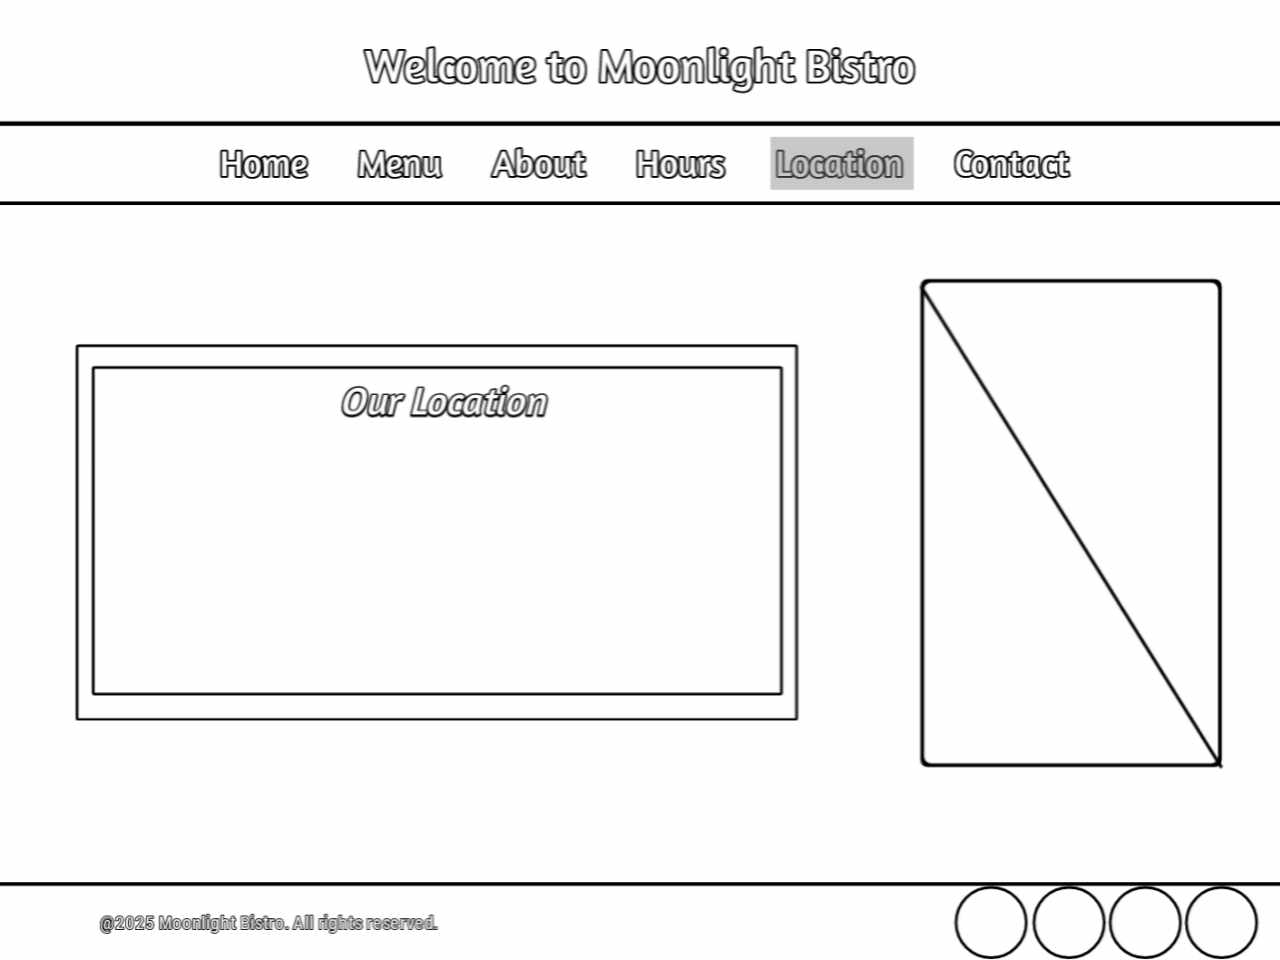 Welcome to Moonlight Bistro
Home Menu About Hours Location Contact
Our Location
@2025 Moonlight Bistro. All rights reserved.